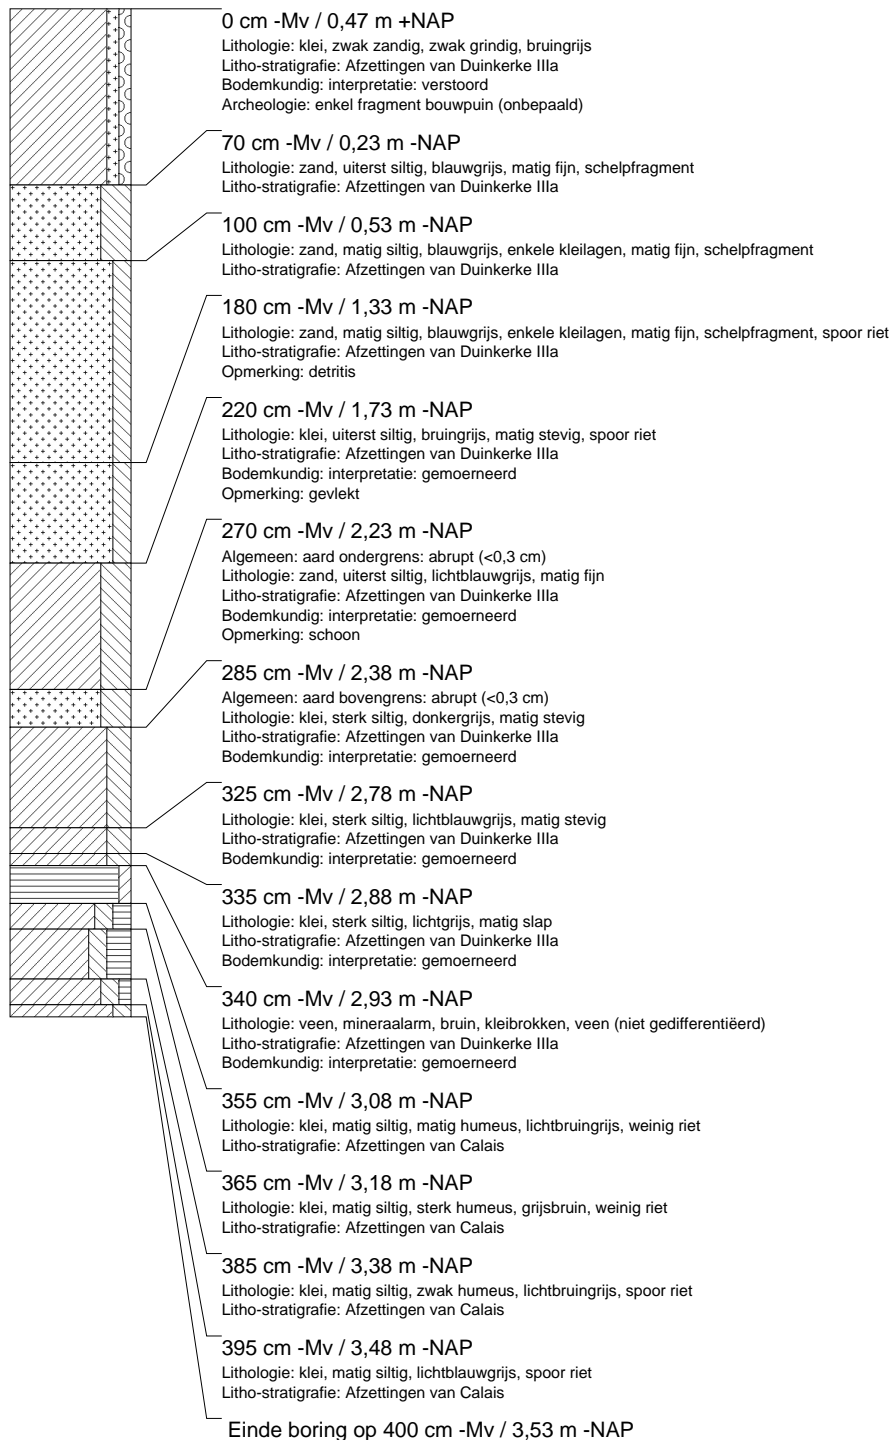 0 cm -Mv / 0,47 m +NAP
Lithologie: klei, zwak zandig, zwak grindig, bruingrijs
Litho-stratigrafie: Afzettingen van Duinkerke IIIa
Bodemkundig: interpretatie: verstoord
Archeologie: enkel fragment bouwpuin (onbepaald)
70 cm -Mv / 0,23 m -NAP
Lithologie: zand, uiterst siltig, blauwgrijs, matig fijn, schelpfragment
Litho-stratigrafie: Afzettingen van Duinkerke IIIa
100 cm -Mv / 0,53 m -NAP
Lithologie: zand, matig siltig, blauwgrijs, enkele kleilagen, matig fijn, schelpfragment
Litho-stratigrafie: Afzettingen van Duinkerke IIIa
180 cm -Mv / 1,33 m -NAP
Lithologie: zand, matig siltig, blauwgrijs, enkele kleilagen, matig fijn, schelpfragment, spoor riet
Litho-stratigrafie: Afzettingen van Duinkerke IIIa
Opmerking: detritis
220 cm -Mv / 1,73 m -NAP
Lithologie: klei, uiterst siltig, bruingrijs, matig stevig, spoor riet
Litho-stratigrafie: Afzettingen van Duinkerke IIIa
Bodemkundig: interpretatie: gemoerneerd
Opmerking: gevlekt
270 cm -Mv / 2,23 m -NAP
Algemeen: aard ondergrens: abrupt (<0,3 cm)
Lithologie: zand, uiterst siltig, lichtblauwgrijs, matig fijn
Litho-stratigrafie: Afzettingen van Duinkerke IIIa
Bodemkundig: interpretatie: gemoerneerd
Opmerking: schoon
285 cm -Mv / 2,38 m -NAP
Algemeen: aard bovengrens: abrupt (<0,3 cm)
Lithologie: klei, sterk siltig, donkergrijs, matig stevig
Litho-stratigrafie: Afzettingen van Duinkerke IIIa
Bodemkundig: interpretatie: gemoerneerd
325 cm -Mv / 2,78 m -NAP
Lithologie: klei, sterk siltig, lichtblauwgrijs, matig stevig
Litho-stratigrafie: Afzettingen van Duinkerke IIIa
Bodemkundig: interpretatie: gemoerneerd
335 cm -Mv / 2,88 m -NAP
Lithologie: klei, sterk siltig, lichtgrijs, matig slap
Litho-stratigrafie: Afzettingen van Duinkerke IIIa
Bodemkundig: interpretatie: gemoerneerd
340 cm -Mv / 2,93 m -NAP
Lithologie: veen, mineraalarm, bruin, kleibrokken, veen (niet gedifferentiëerd)
Litho-stratigrafie: Afzettingen van Duinkerke IIIa
Bodemkundig: interpretatie: gemoerneerd
355 cm -Mv / 3,08 m -NAP
Lithologie: klei, matig siltig, matig humeus, lichtbruingrijs, weinig riet
Litho-stratigrafie: Afzettingen van Calais
365 cm -Mv / 3,18 m -NAP
Lithologie: klei, matig siltig, sterk humeus, grijsbruin, weinig riet
Litho-stratigrafie: Afzettingen van Calais
385 cm -Mv / 3,38 m -NAP
Lithologie: klei, matig siltig, zwak humeus, lichtbruingrijs, spoor riet
Litho-stratigrafie: Afzettingen van Calais
395 cm -Mv / 3,48 m -NAP
Lithologie: klei, matig siltig, lichtblauwgrijs, spoor riet
Litho-stratigrafie: Afzettingen van Calais
Einde boring op 400 cm -Mv / 3,53 m -NAP